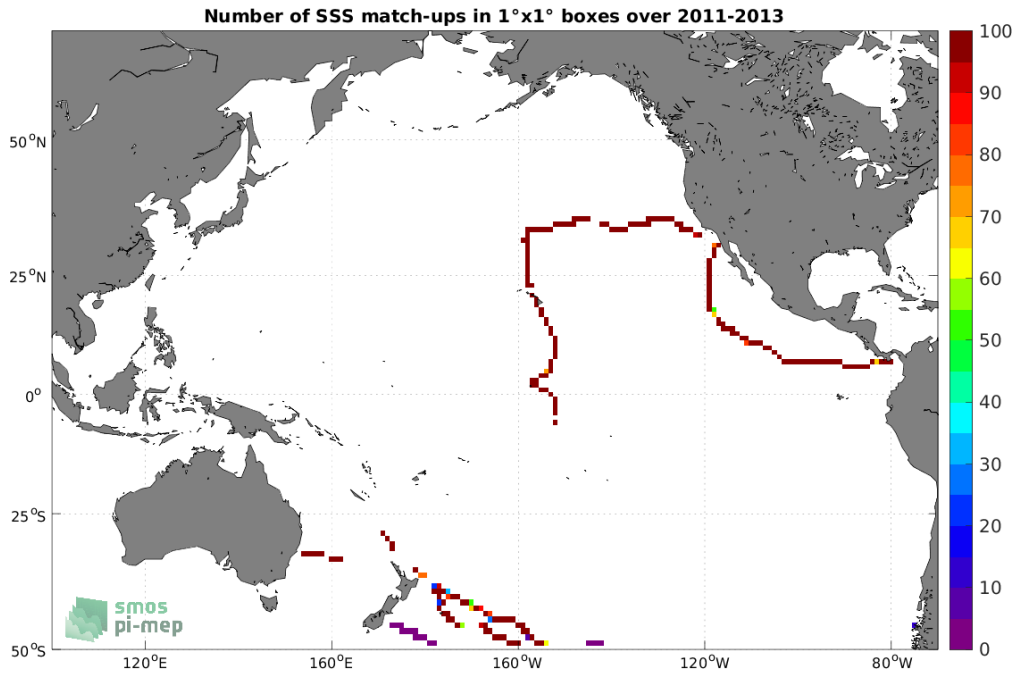 Number of SSS match-ups in 1°x1° boxes over 2011-2013
100
90
80
70
60
50
40
30
20
10
0
50°N
25°N
0°
25°S
50°S
120°E
160°E
160°W
120°W
80°W
smos
pi-mep